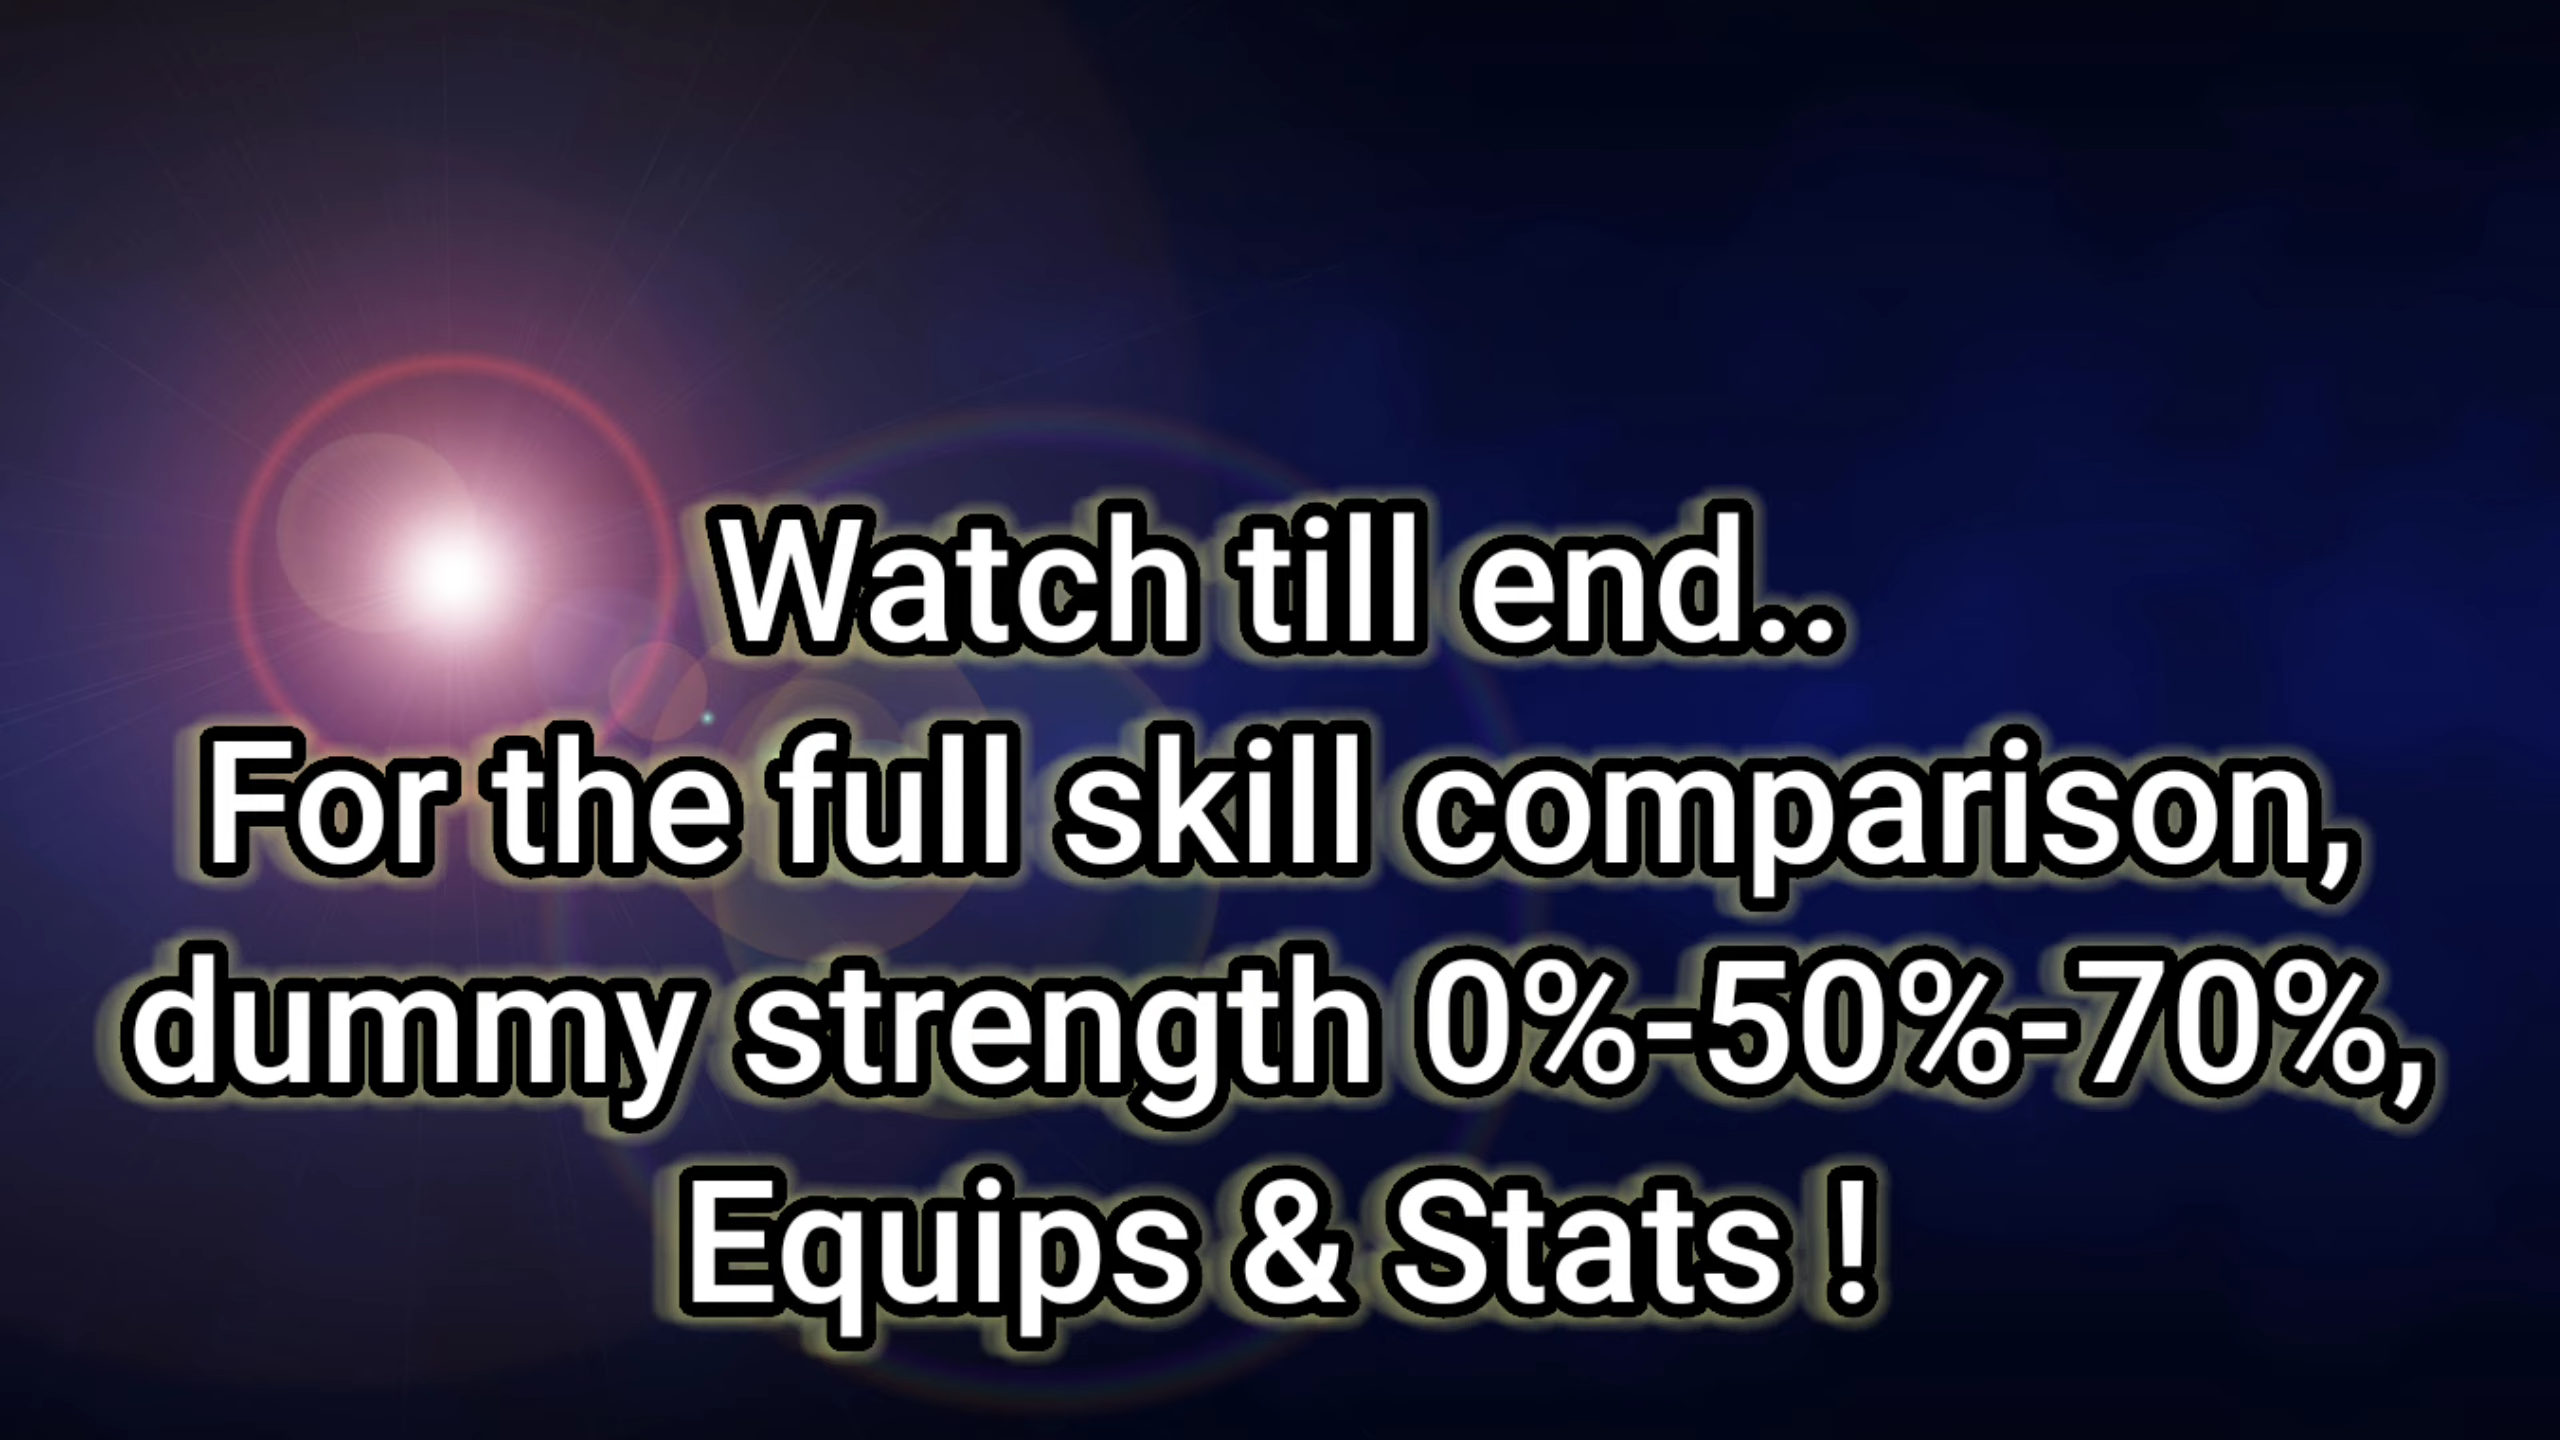 Watch till end..
For the full skill comparison,
dummy strength 0%-50%-70%,
Equips & Stats !